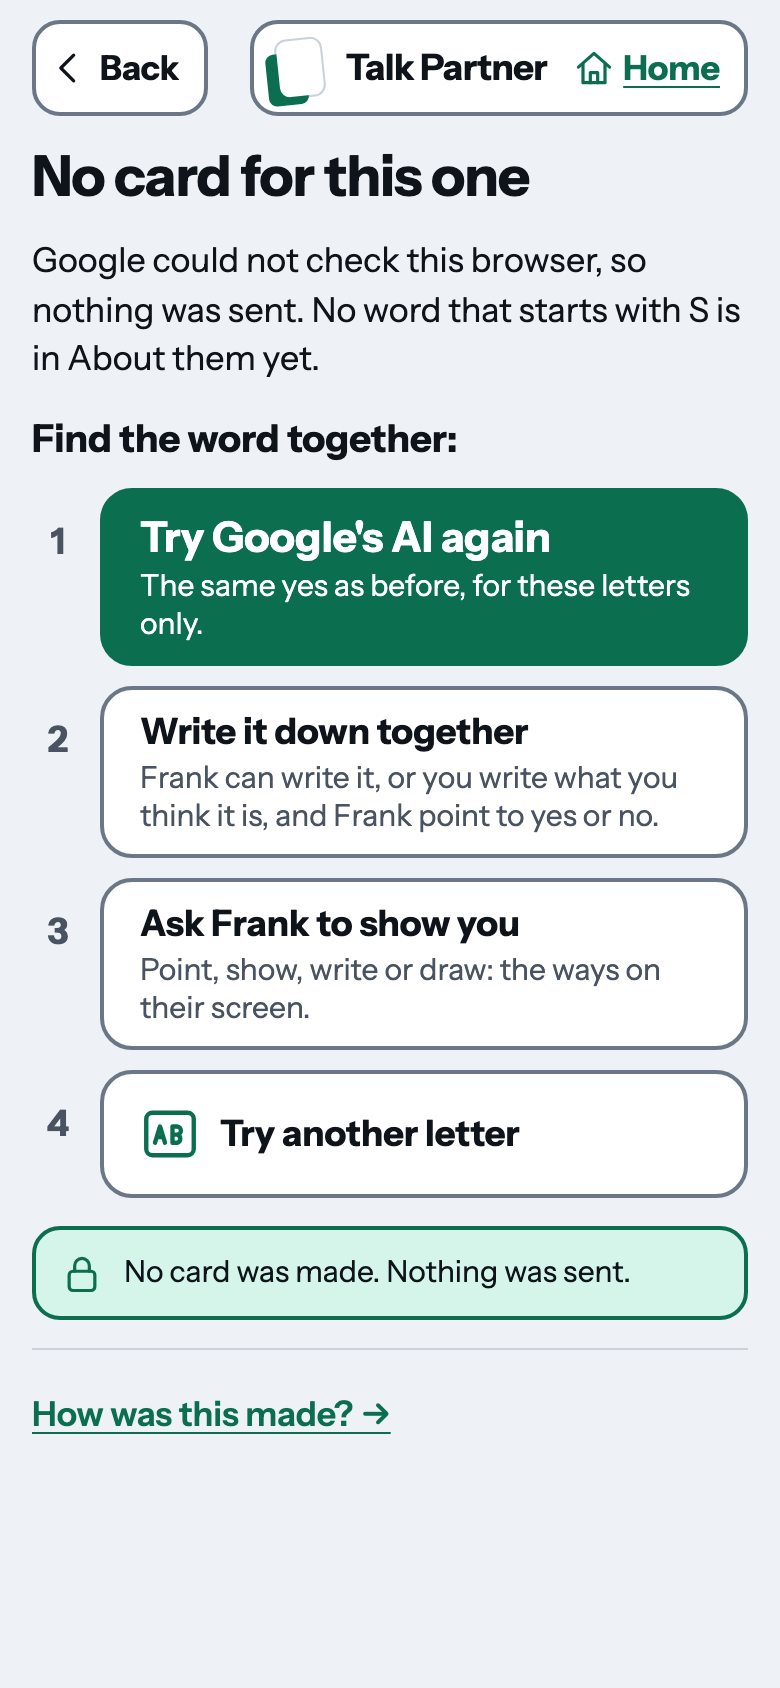 Back
Talk Partner
Home
No card for this one
Google could not check this browser, so
nothing was sent. No word that starts with S is
in About them yet.
Find the word together:
1
Try Google's AI again
The same yes as before, for these letters
only.
2
Write it down together
Frank can write it, or you write what you
think it is, and Frank point to yes or no.
3
Ask Frank to show you
Point, show, write or draw: the ways on
their screen.
4
AB
Try another letter
No card was made. Nothing was sent.
How was this made? →